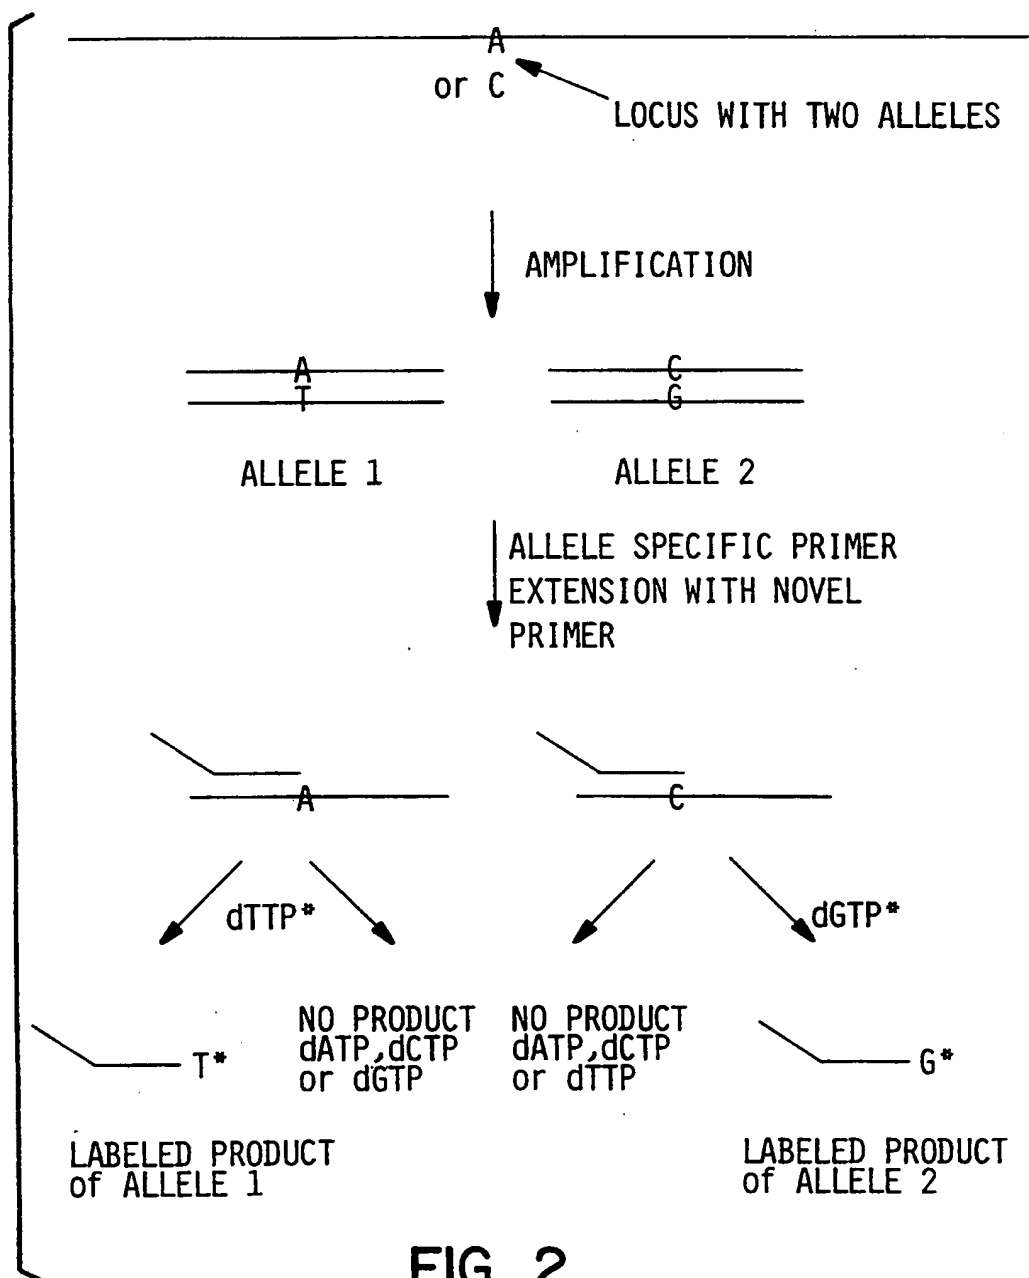 A
or C
LOCUS WITH TWO ALLELES
AMPLIFICATION
A
T
C
G
ALLELE 1
ALLELE 2
ALLELE SPECIFIC PRIMER
EXTENSION WITH NOVEL
PRIMER
A
C
dTTP*
dGTP*
NO PRODUCT
dATP,dCTP
or dGTP
NO PRODUCT
dATP,dCTP
or dTTP
T*
G*
LABELED PRODUCT
of ALLELE 1
LABELED PRODUCT
of ALLELE 2
FIG. 2